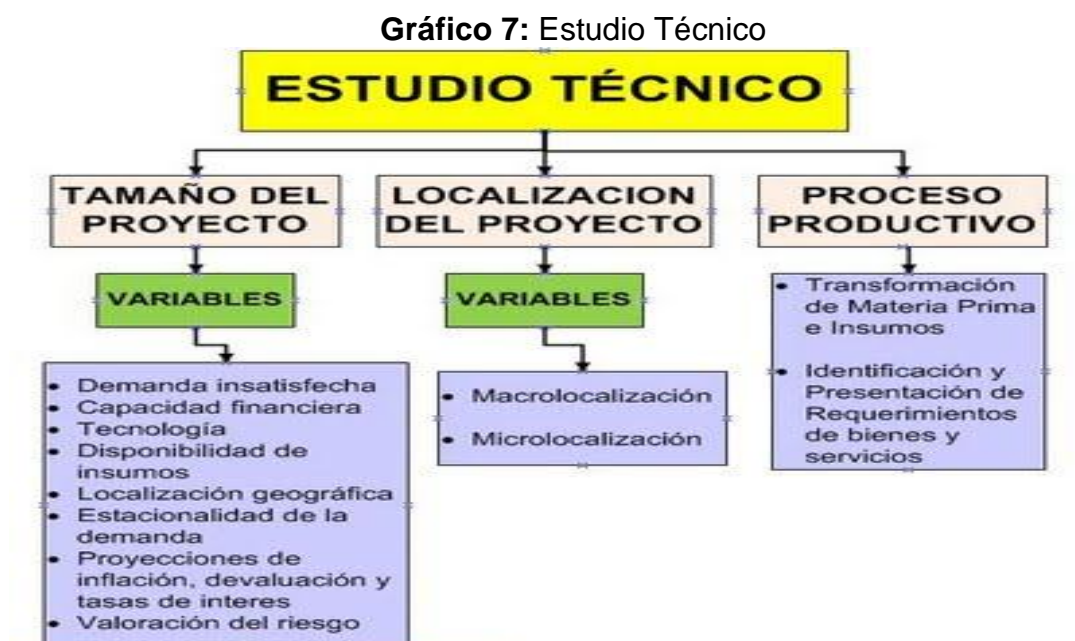 Gráfico 7: Estudio Técnico
ESTUDIO TÉCNICO
TAMAÑO DEL
PROYECTO
VARIABLES
• Demanda insatisfecha
• Capacidad financiera
• Tecnología
• Disponibilidad de
insumos
• Localización geográfica
• Estacionalidad de la
demanda
• Proyecciones de
inflación, devaluación y
tasas de interes
• Valoración del riesgo
LOCALIZACION
DEL PROYECTO
VARIABLES
• Macrolocalización
• Microlocalización
PROCESO
PRODUCTIVO
• Transformación
de Materia Prima
e Insumos
• Identificación y
Presentación de
Requerimientos
de bienes y
servicios